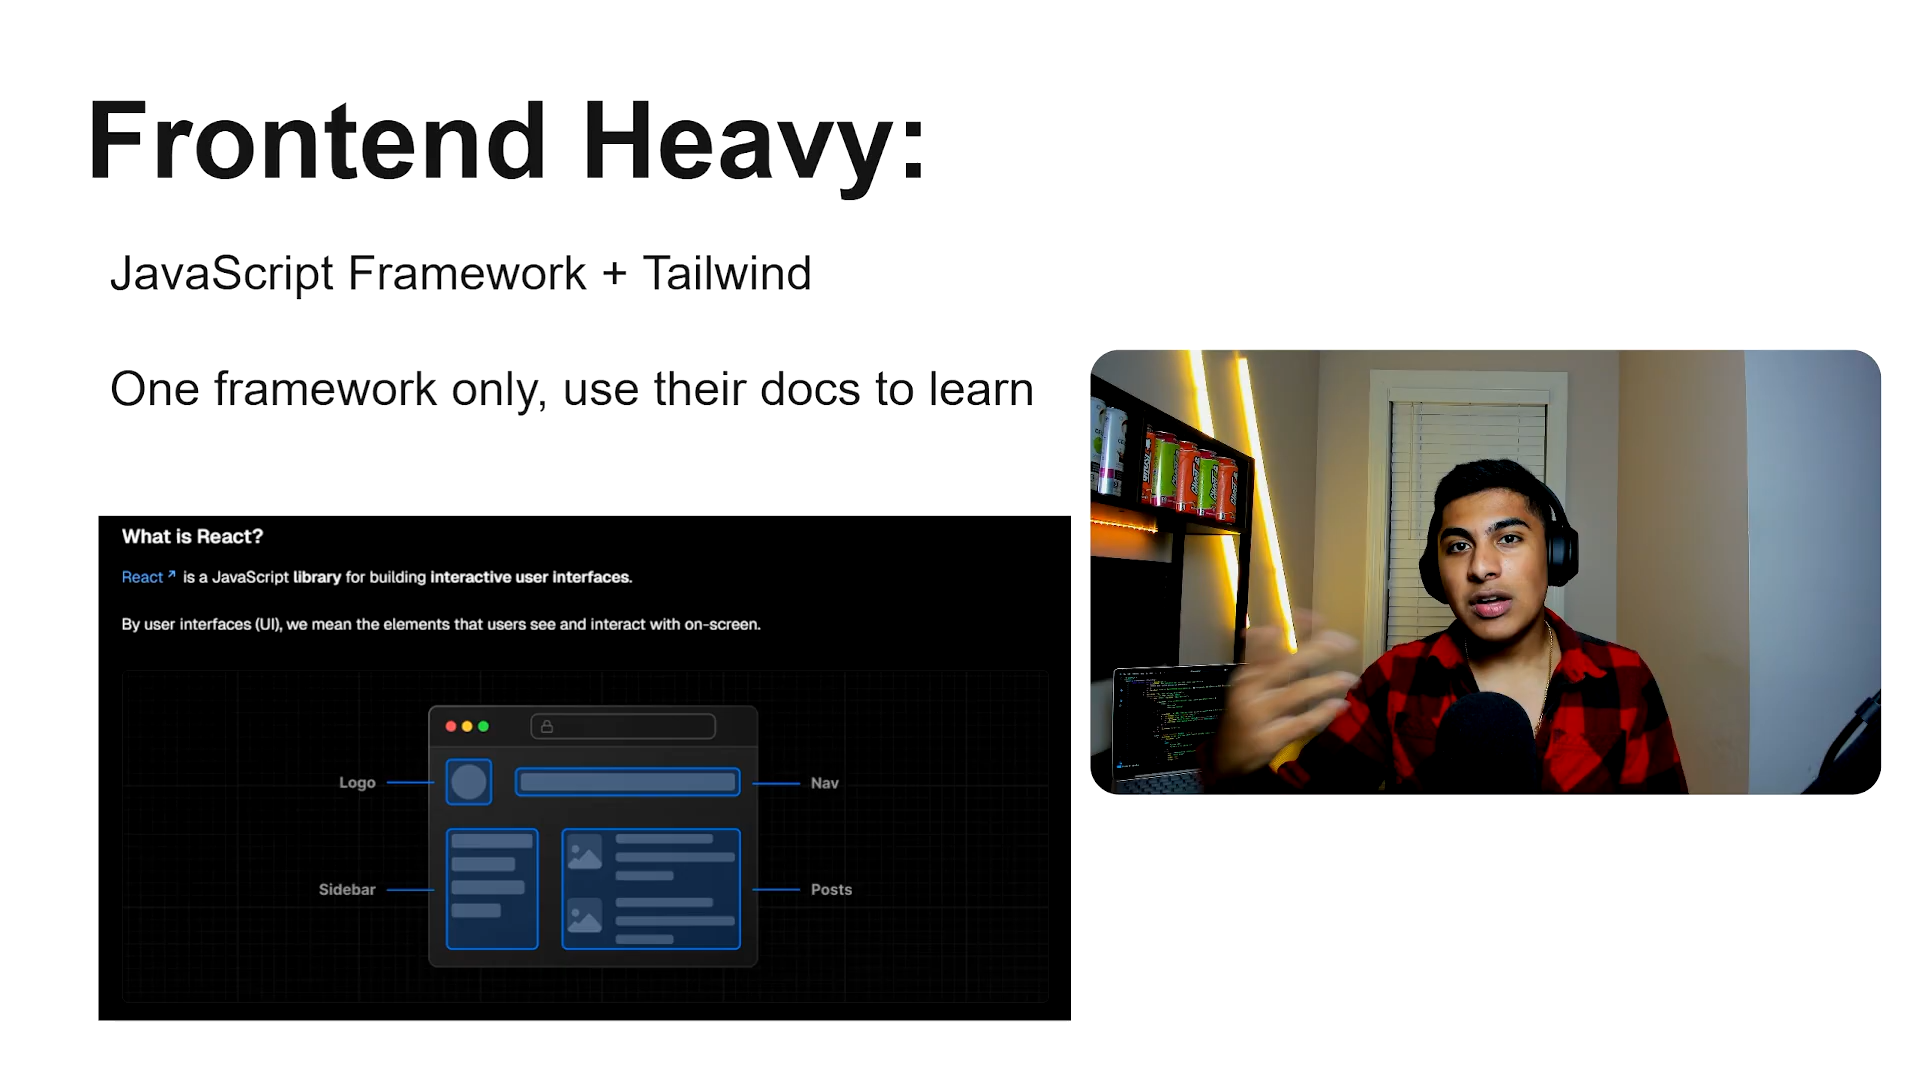 Frontend Heavy:
JavaScript Framework + Tailwind
One framework only, use their docs to learn
What is React?
React ↗ is a JavaScript library for building interactive user interfaces.
By user interfaces (UI), we mean the elements that users see and interact with on-screen.
Logo
Nav
Sidebar
Posts